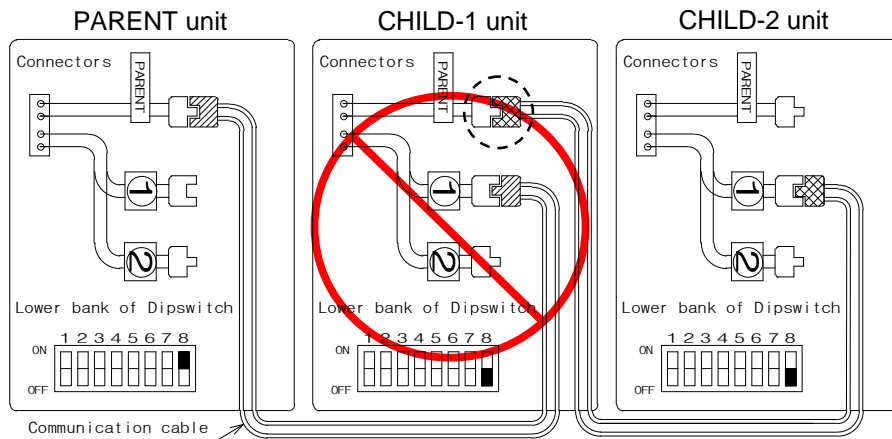 PARENT unit CHILD-1 unit CHILD-2 unit
Connectors Connectors Connectors
PARENT PARENT PARENT
1 1 1
2 2 2
Lower bank of Dipswitch Lower bank of Dipswitch Lower bank of Dipswitch
1 2 3 4 5 6 7 8 1 2 3 4 5 6 7 8 1 2 3 4 5 6 7 8
ON ON ON
OFF OFF OFF
Communication cable